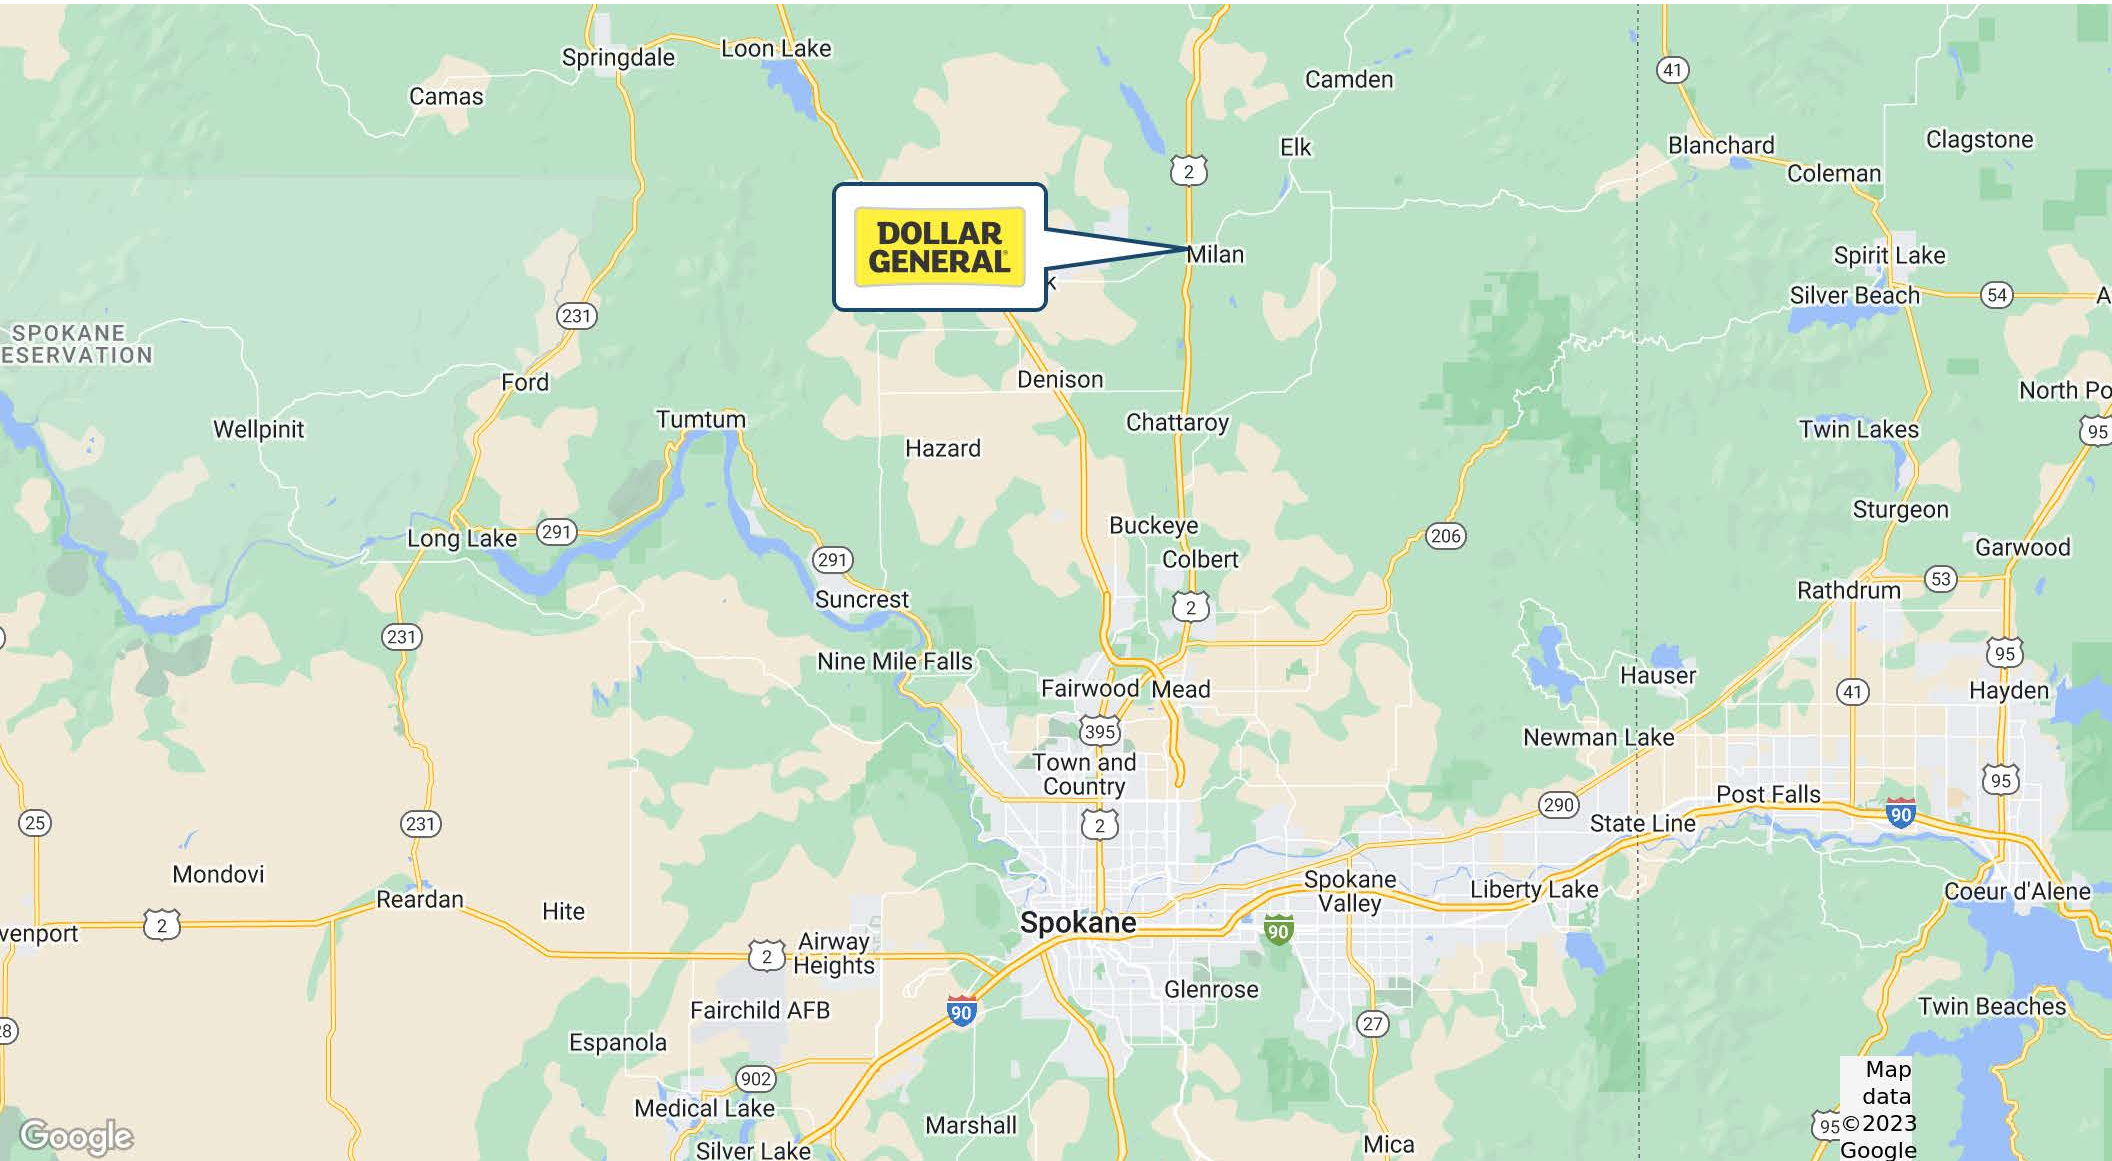 Springdale
Loon Lake
Camas
Camden
41
Blanchard
Clagstone
Elk
Coleman
2
DOLLAR
GENERAL
Milan
k
Spirit Lake
Silver Beach
54
A
231
SPOKANE
ESERVATION
Ford
Denison
North Po
Wellpinit
Tumtum
Chattaroy
Twin Lakes
95
Hazard
Long Lake
291
Buckeye
206
Sturgeon
291
Colbert
Garwood
Suncrest
2
Rathdrum
53
231
Nine Mile Falls
Hauser
95
Fairwood
Mead
41
Hayden
395
Newman Lake
Town and
Country
95
25
231
2
290
Post Falls
90
State Line
Mondovi
Reardan
Hite
Spokane
Valley
Liberty Lake
Coeur d'Alene
venport
2
Spokane
90
2
Airway
Heights
Glenrose
Fairchild AFB
90
Twin Beaches
28
Espanola
27
902
Medical Lake
Marshall
Silver Lake
Mica
95
Google
Map
data
©2023
Google